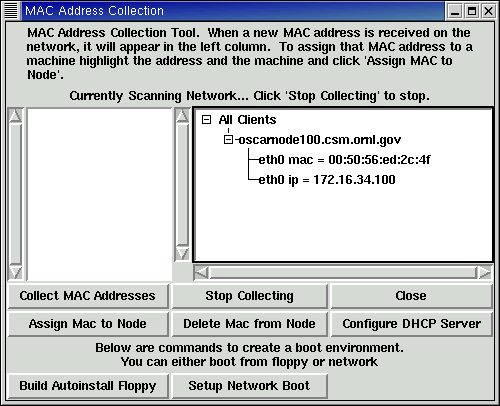 MAC Address Collection
MAC Address Collection Tool. When a new MAC address is received on the
network, it will appear in the left column. To assign that MAC address to a
machine highlight the address and the machine and click 'Assign MAC to
Node'.
Currently Scanning Network... Click 'Stop Collecting' to stop.
All Clients
oscarnode100.csm.ornl.gov
eth0 mac = 00:50:56:ed:2c:4f
eth0 ip = 172.16.34.100
Collect MAC Addresses
Stop Collecting
Close
Assign Mac to Node
Delete Mac from Node
Configure DHCP Server
Below are commands to create a boot environment.
You can either boot from floppy or network
Build Autoinstall Floppy
Setup Network Boot